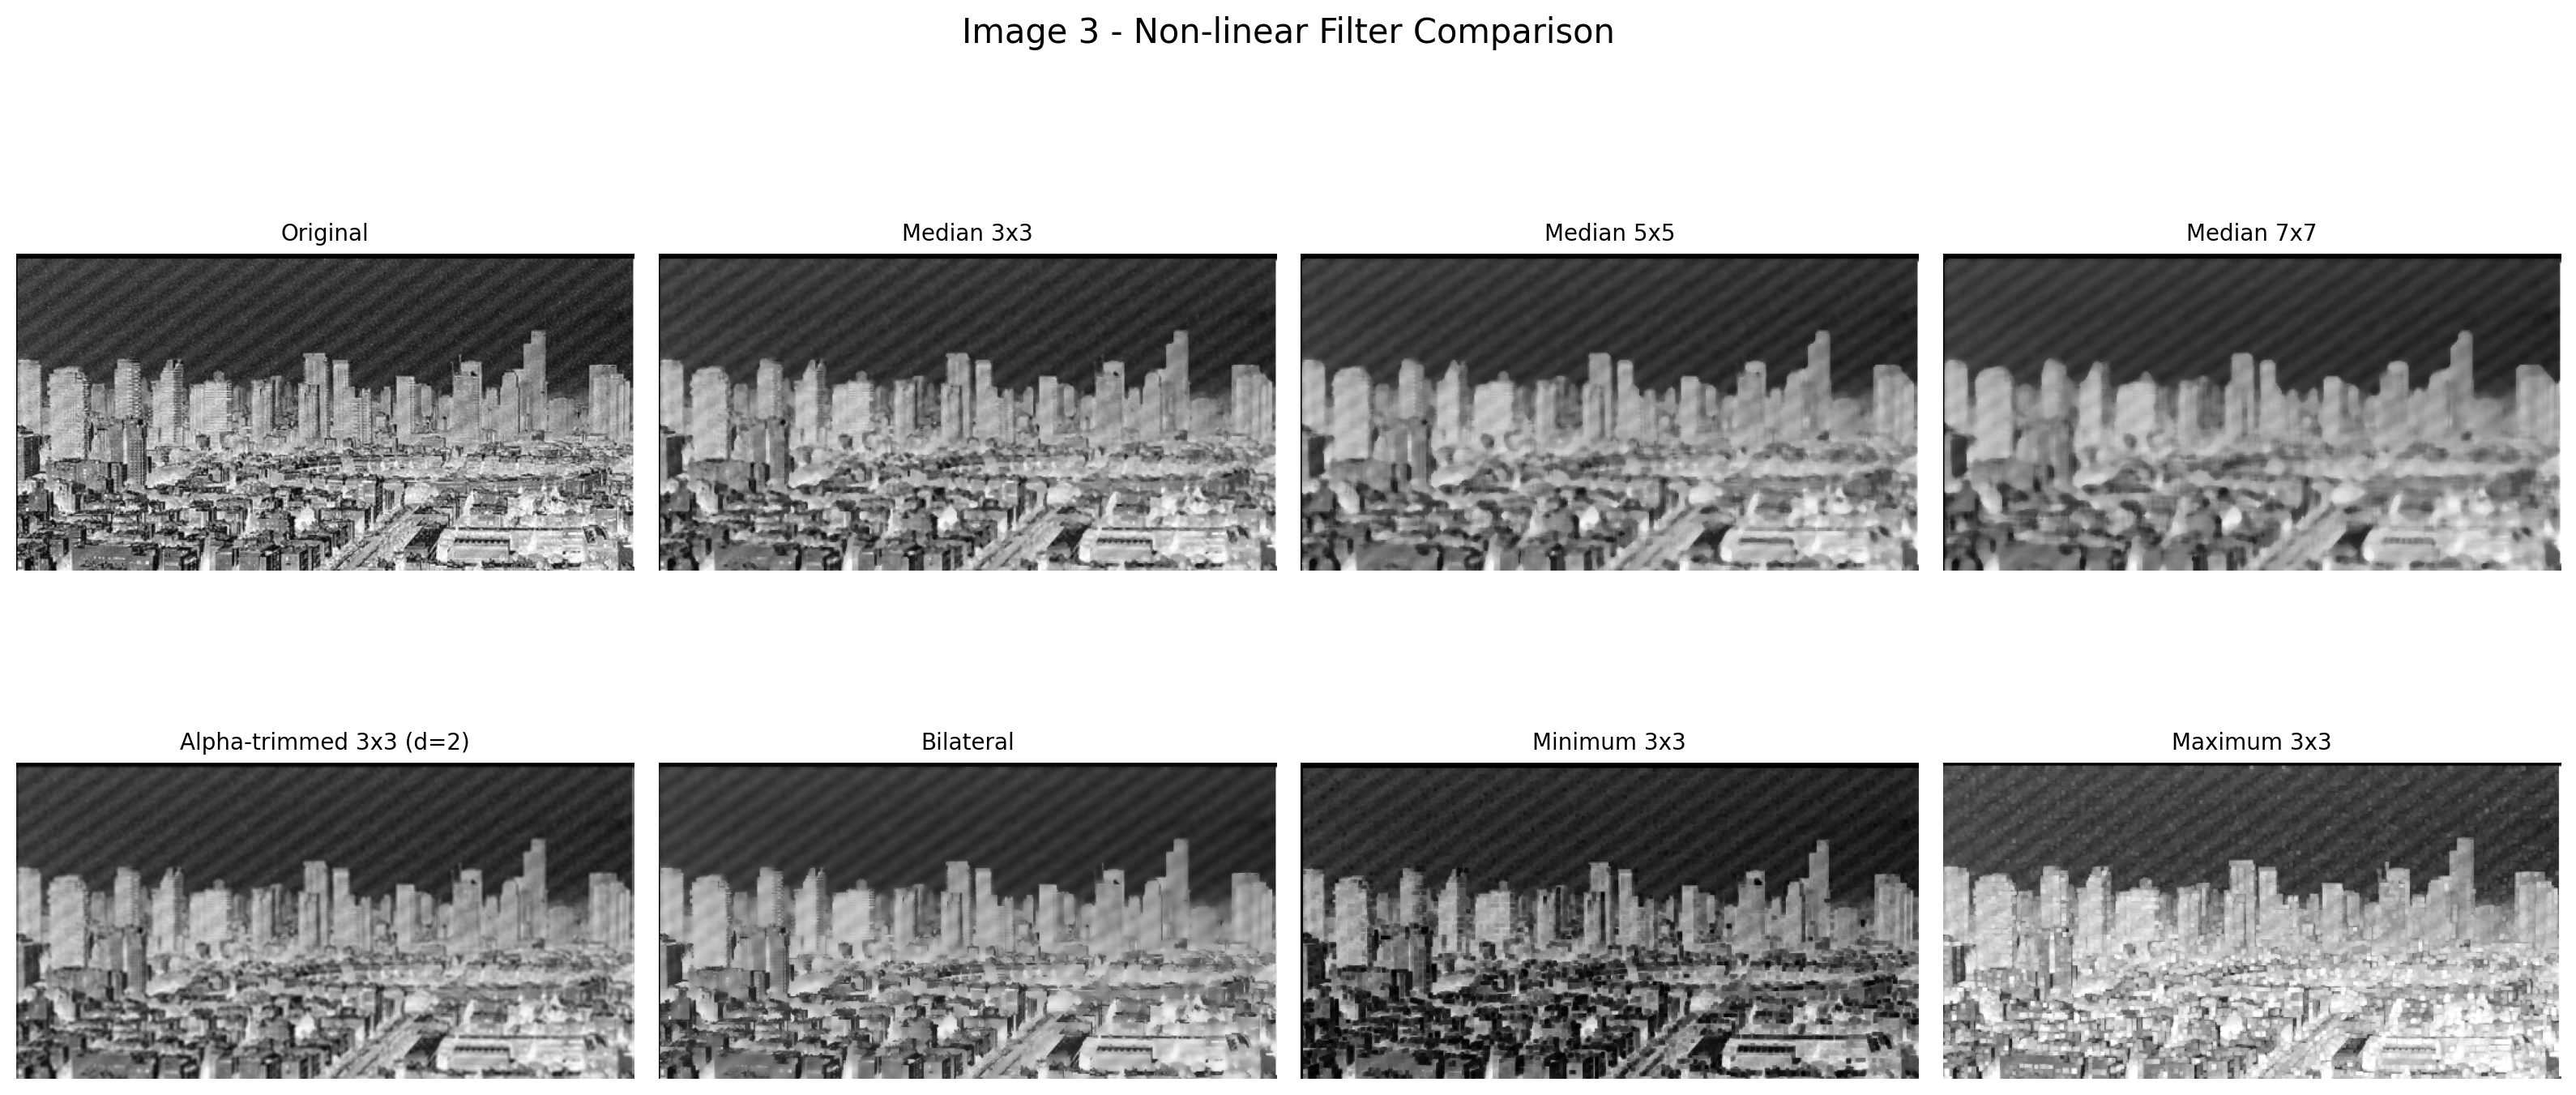 Image 3 - Non-linear Filter Comparison
Original
Median 3x3
Median 5x5
Median 7x7
Alpha-trimmed 3x3 (d=2)
Bilateral
Minimum 3x3
Maximum 3x3